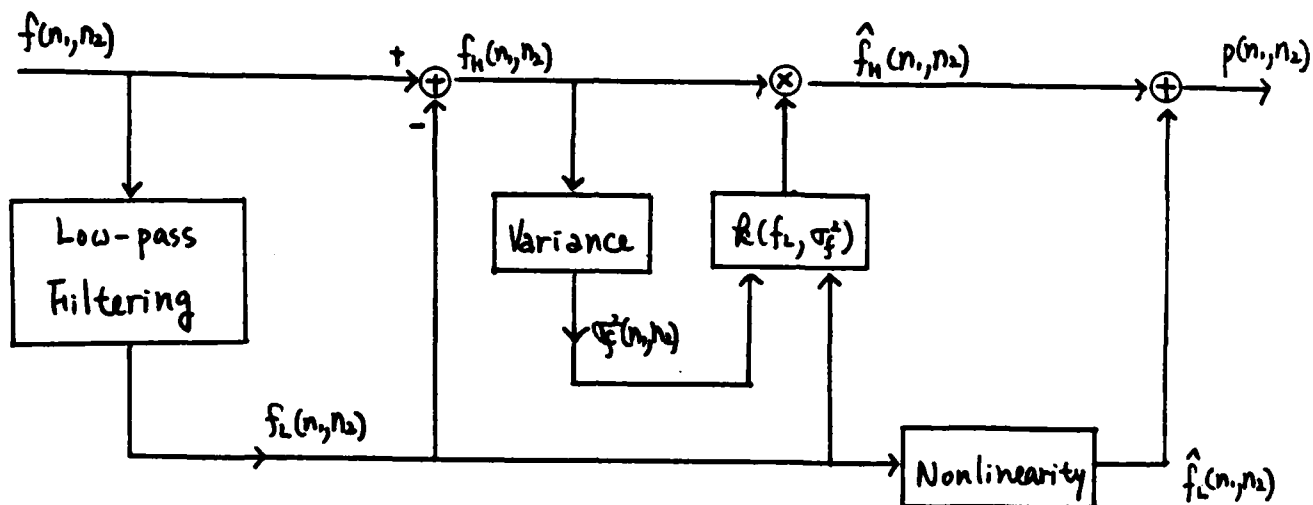 f(n₁,n₂)
+
-
f_H(n₁,n₂)
f̂_H(n₁,n₂)
p(n₁,n₂)
+
×
+
Low-pass
Filtering
Variance
k(f_L, σ_f²)
σ_f²(n₁,n₂)
f_L(n₁,n₂)
Nonlinearity
f̂_L(n₁,n₂)